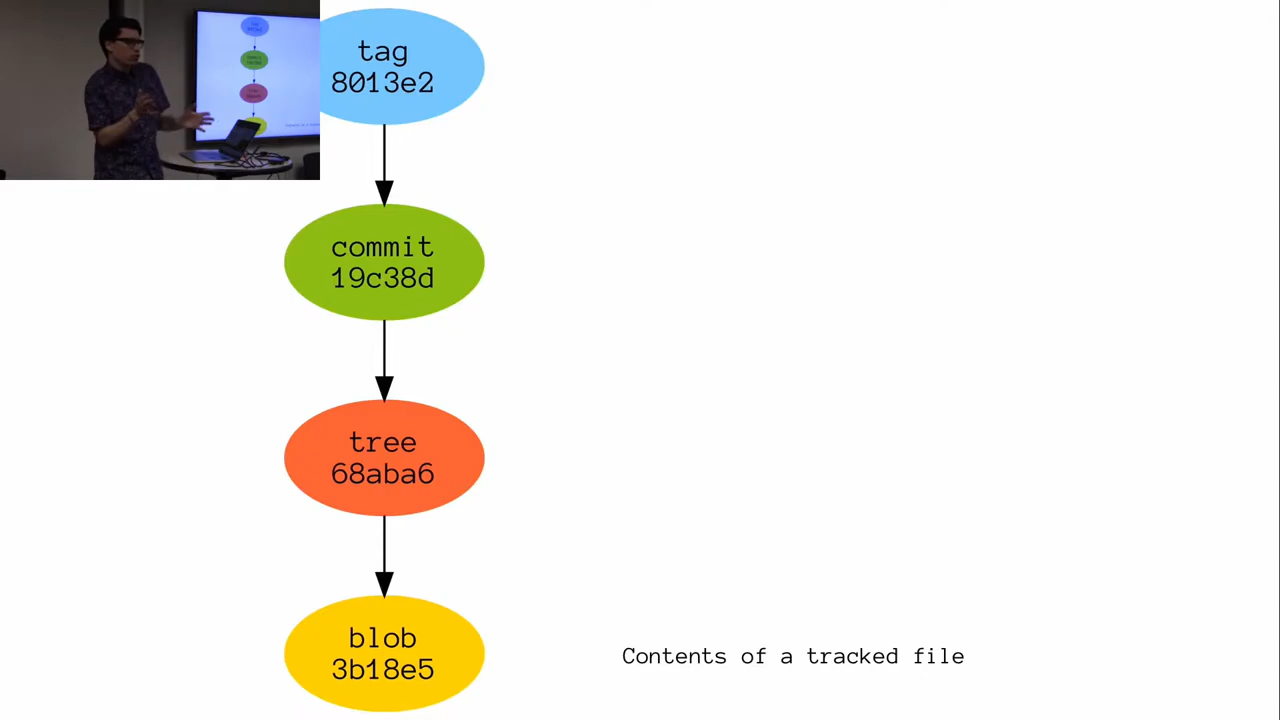 tag
8013e2
commit
19c38d
tree
68aba6
blob
3b18e5
Contents of a tracked file